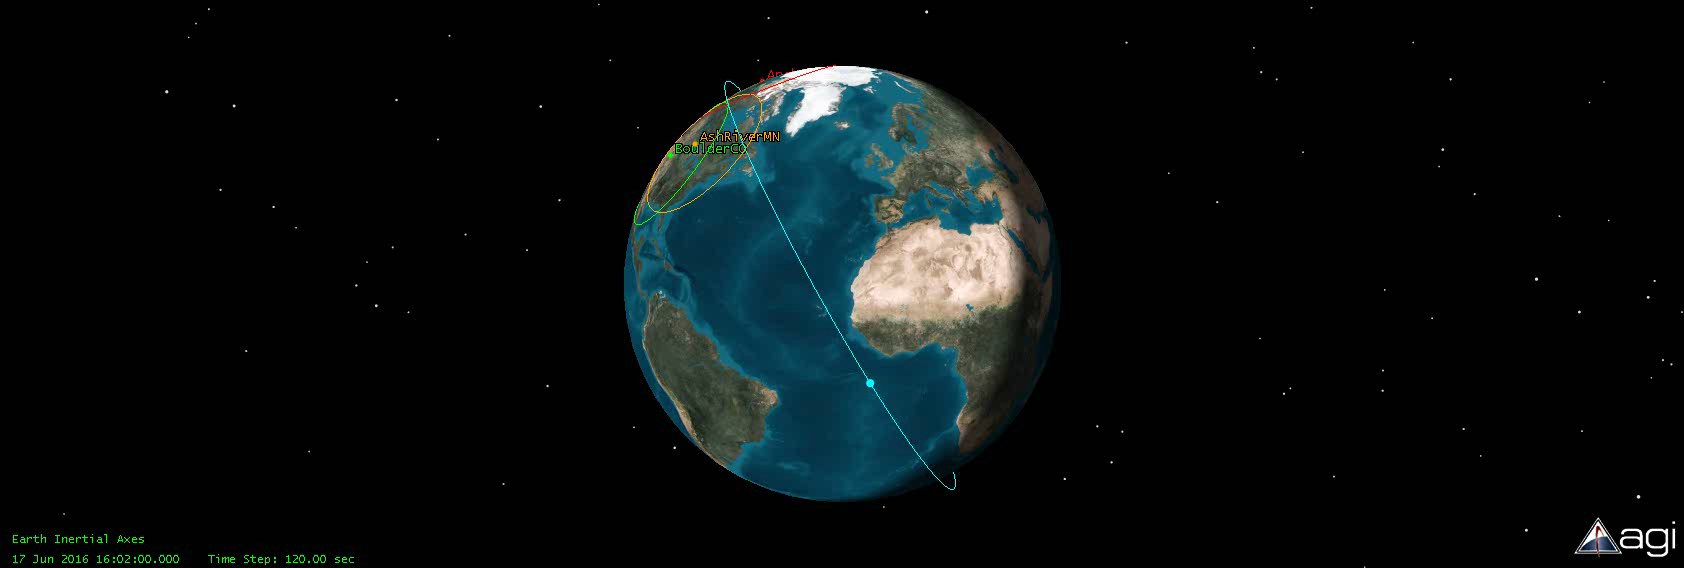 AshRiverMN
BoulderCO
Earth Inertial Axes
17 Jun 2016 16:02:00.000 Time Step: 120.00 sec
agi